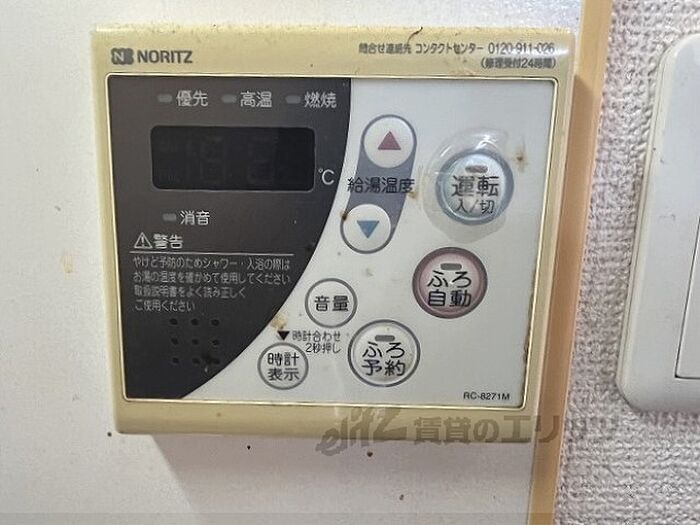 NORITZ
問合せ連絡先 コンタクトセンター 0120-911-026
(修理受付24時間)
優先 高温 燃焼
℃
給湯温度
運転
入/切
消音
警告
やけど予防のためシャワー・入浴の際は
お湯の温度を確かめて使用してください
取扱説明書をよく読み正しく
ご使用ください
ふろ
自動
音量
▼時計合わせ
2秒押し
時計
表示
ふろ
予約
RC-8271M
elitz 賃貸のエリッツ